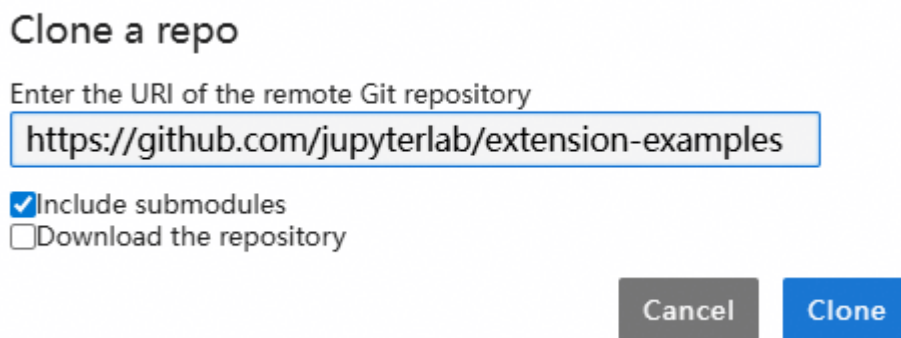 Clone a repo
Enter the URI of the remote Git repository
https://github.com/jupyterlab/extension-examples
Include submodules
Download the repository
Cancel Clone